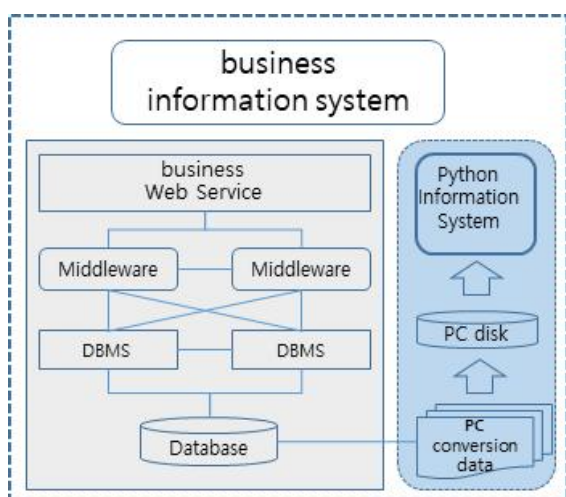 business
information system
business
Web Service
Middleware
Middleware
DBMS
DBMS
Database
Python
Information
System
PC disk
PC
conversion
data